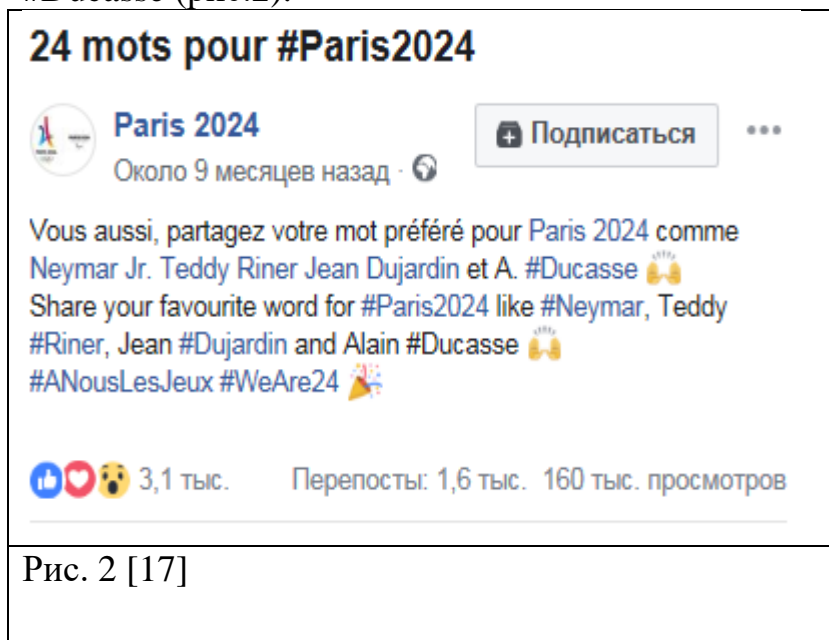 #Ducasse (рис.2).
24 mots pour #Paris2024
Paris 2024
Подписаться
Около 9 месяцев назад ·
Vous aussi, partagez votre mot préféré pour Paris 2024 comme
Neymar Jr. Teddy Riner Jean Dujardin et A. #Ducasse 🙌
Share your favourite word for #Paris2024 like #Neymar, Teddy
#Riner, Jean #Dujardin and Alain #Ducasse 🙌
#ANousLesJeux #WeAre24 🎉
3,1 тыс. Перепосты: 1,6 тыс. 160 тыс. просмотров
Рис. 2 [17]